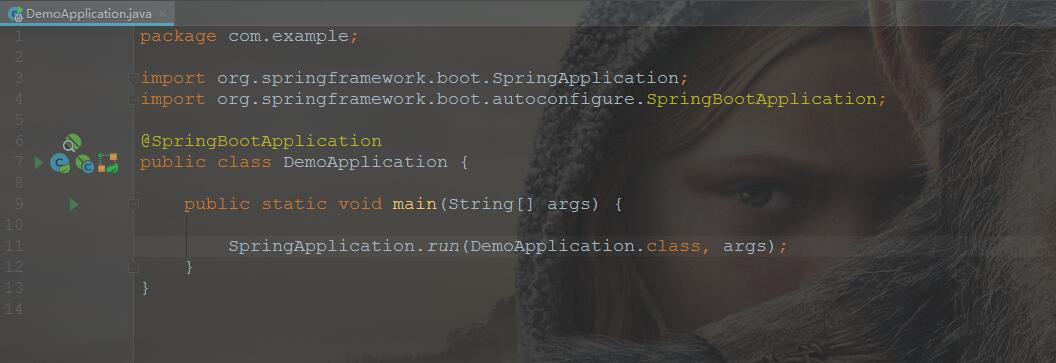 DemoApplication.java
1 package com.example;
2
3 import org.springframework.boot.SpringApplication;
4 import org.springframework.boot.autoconfigure.SpringBootApplication;
5
6 @SpringBootApplication
7 public class DemoApplication {
8
9 public static void main(String[] args) {
10
11 SpringApplication.run(DemoApplication.class, args);
12 }
13 }
14